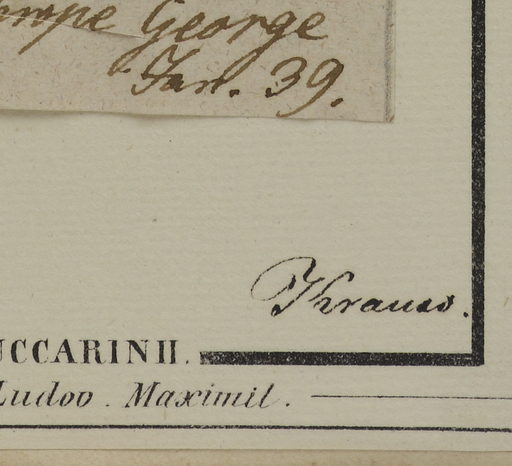 George
Jan. 39.
Krauss.
UCCARINII.
Ludov. Maximil.